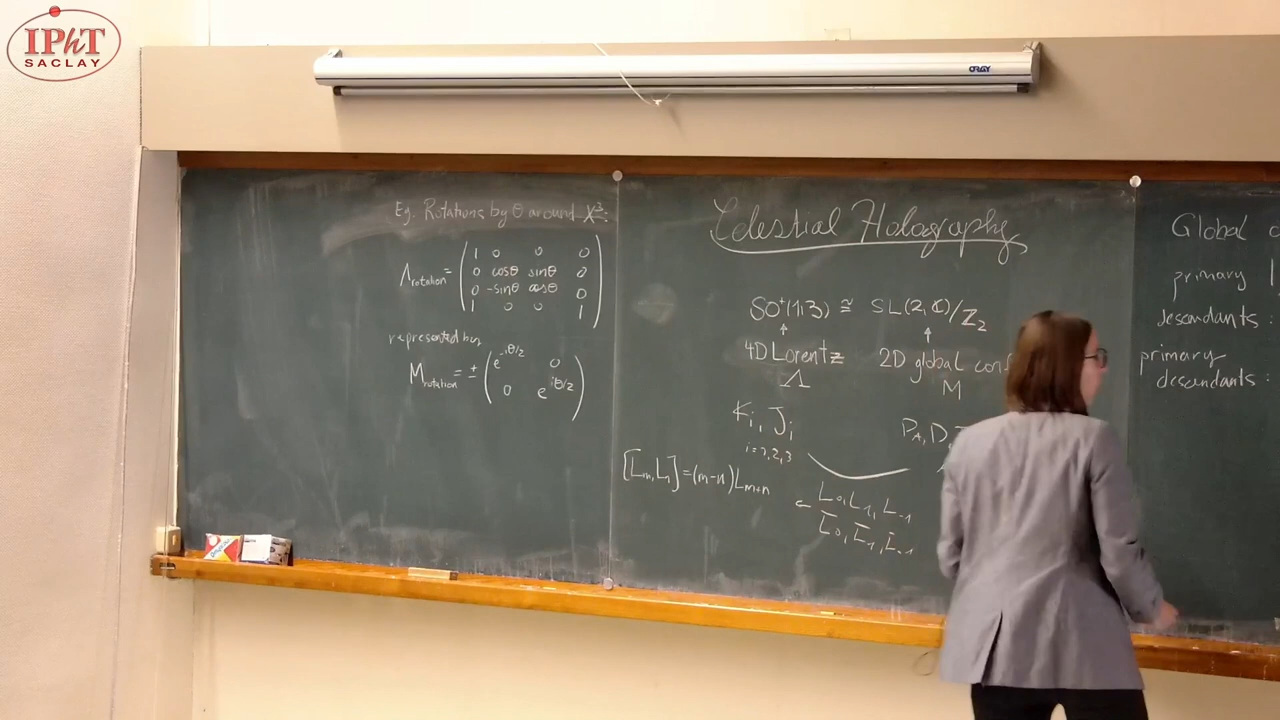 IPhT
SACLAY
ORAY
Eg. Rotations by θ around X³:
Λrotation = ( 1 0 0 0
0 cosθ sinθ 0
0 -sinθ cosθ 0
1 0 0 1 )
represented by
Mrotation = ± ( e^-iθ/2 0
0 e^iθ/2 )
Celestial Holography
SO⁺(1,3) ≅ SL(2,ℂ)/Z₂
↑ ↑
4D Lorentz 2D global conf
Λ M
Ki, Ji PA, D,
i=1,2,3
[Lm, Ln] = (m-n)Lm+n
L0, L1, L-1
L̄0, L̄1, L̄-1
Global
primary
descendants:
primary
descendants: